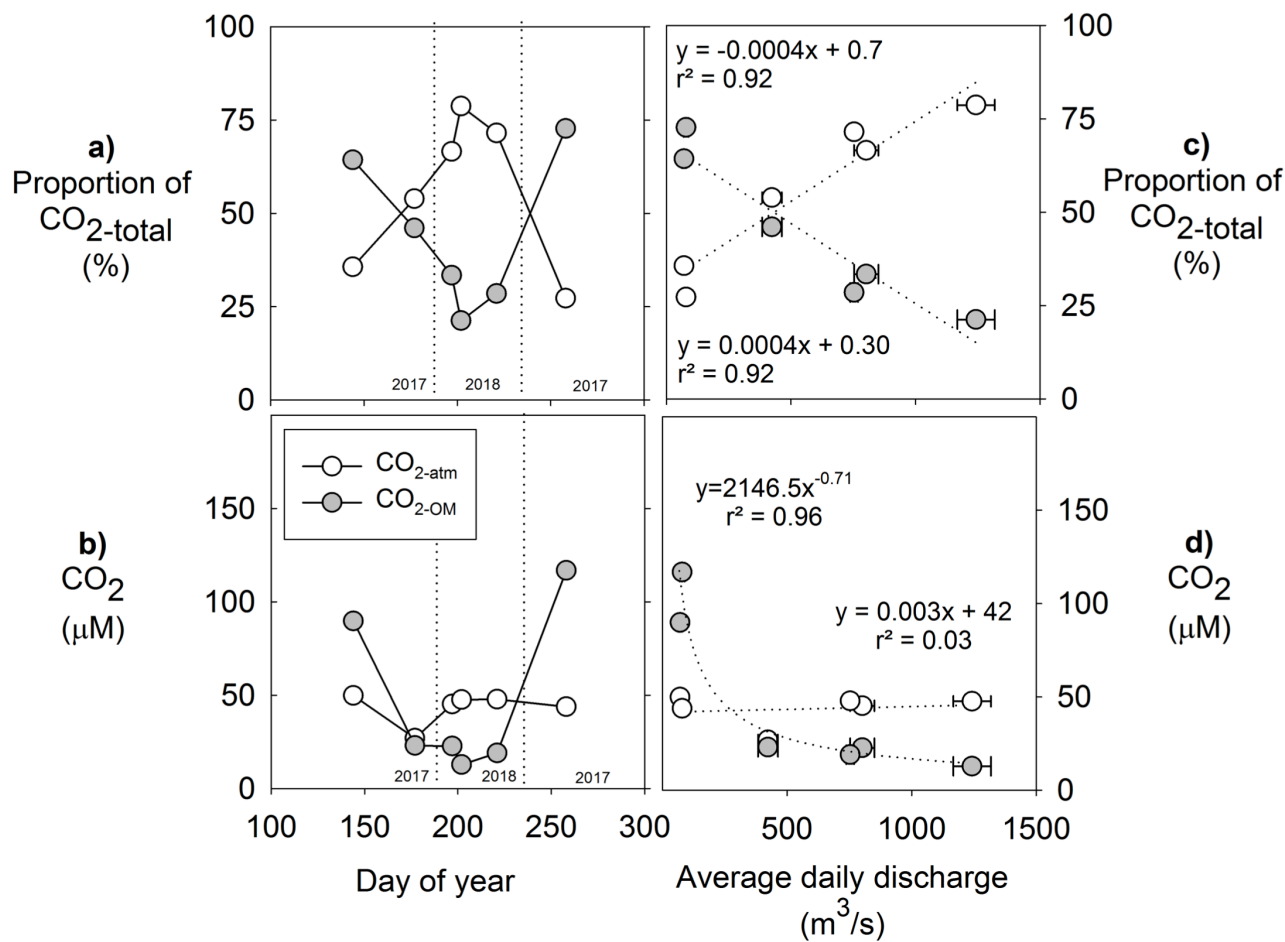 a)
Proportion of
CO2-total
(%)
100
75
50
25
0
2017
2018
2017
y = -0.0004x + 0.7
r² = 0.92
y = 0.0004x + 0.30
r² = 0.92
100
75
50
25
0
c)
Proportion of
CO2-total
(%)
b)
CO2
(μM)
150
100
50
0
CO2-atm
CO2-OM
2017
2018
2017
100
150
200
250
300
Day of year
y=2146.5x-0.71
r² = 0.96
y = 0.003x + 42
r² = 0.03
150
100
50
0
d)
CO2
(μM)
500
1000
1500
Average daily discharge
(m3/s)